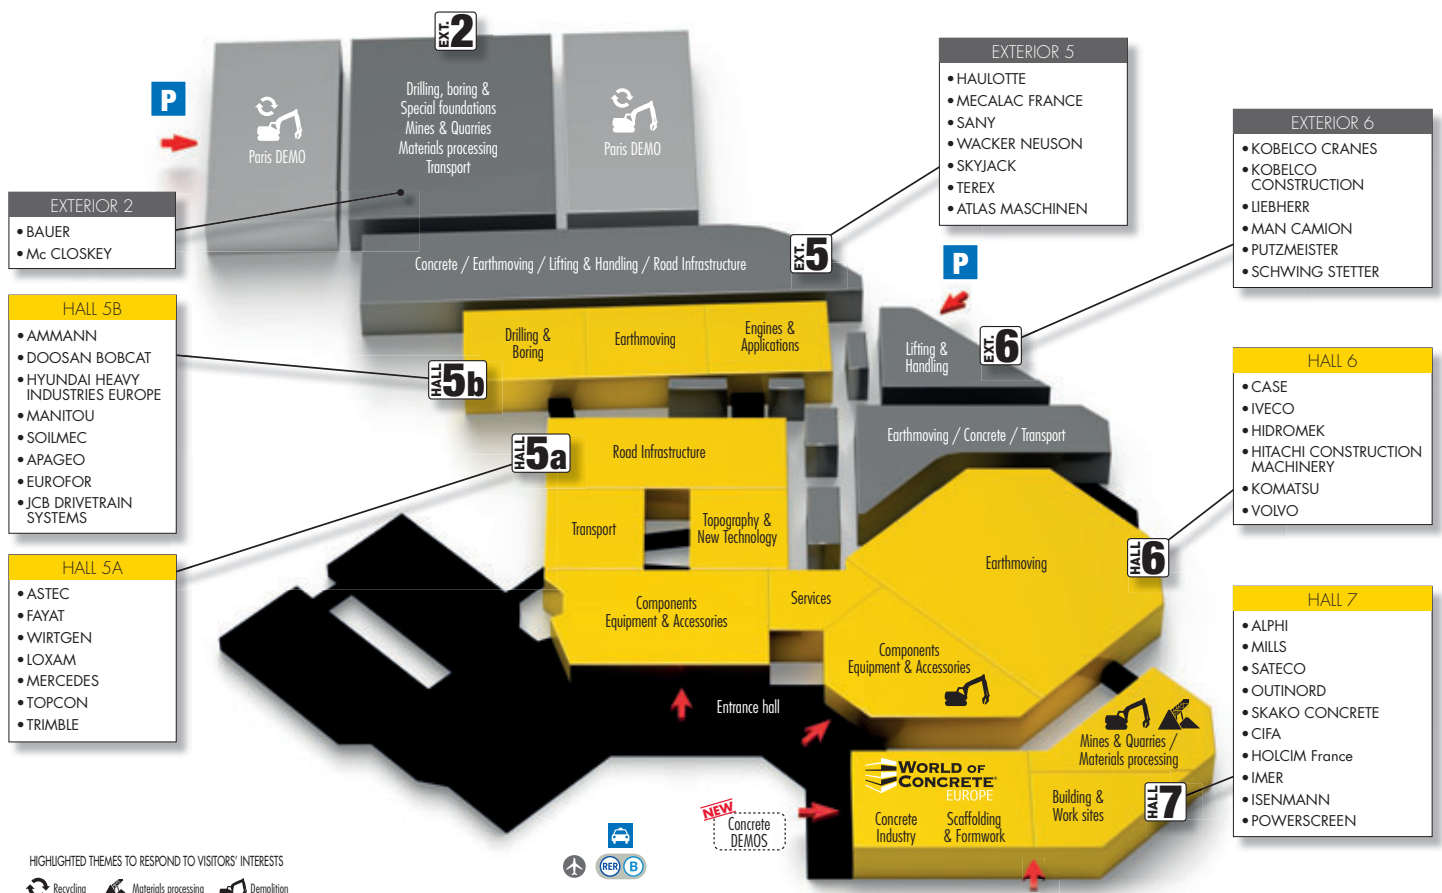 EXT. 2
Drilling, boring &
Special foundations
Mines & Quarries
Materials processing
Transport
Paris DEMO
Paris DEMO
P
EXTERIOR 2
• BAUER
• Mc CLOSKEY
EXTERIOR 5
• HAULOTTE
• MECALAC FRANCE
• SANY
• WACKER NEUSON
• SKYJACK
• TEREX
• ATLAS MASCHINEN
EXTERIOR 6
• KOBELCO CRANES
• KOBELCO
CONSTRUCTION
• LIEBHERR
• MAN CAMION
• PUTZMEISTER
• SCHWING STETTER
Concrete / Earthmoving / Lifting & Handling / Road Infrastructure
EXT. 5
P
HALL 5B
• AMMANN
• DOOSAN BOBCAT
• HYUNDAI HEAVY
INDUSTRIES EUROPE
• MANITOU
• SOILMEC
• APAGEO
• EUROFOR
• JCB DRIVETRAIN
SYSTEMS
Drilling &
Boring
Earthmoving
Engines &
Applications
HALL 5b
Lifting &
Handling
EXT. 6
HALL 6
• CASE
• IVECO
• HIDROMEK
• HITACHI CONSTRUCTION
MACHINERY
• KOMATSU
• VOLVO
Earthmoving / Concrete / Transport
HALL 5a
Road Infrastructure
Transport
Topography &
New Technology
HALL 5A
• ASTEC
• FAYAT
• WIRTGEN
• LOXAM
• MERCEDES
• TOPCON
• TRIMBLE
Components
Equipment & Accessories
Services
Earthmoving
HALL 6
Components
Equipment & Accessories
HALL 7
• ALPHI
• MILLS
• SATECO
• OUTINORD
• SKAKO CONCRETE
• CIFA
• HOLCIM France
• IMER
• ISENMANN
• POWERSCREEN
Entrance hall
Mines & Quarries /
Materials processing
WORLD OF
CONCRETE®
EUROPE
Concrete
Industry
Scaffolding
& Formwork
Building &
Work sites
HALL 7
NEW
Concrete
DEMOS
RER B
HIGHLIGHTED THEMES TO RESPOND TO VISITORS' INTERESTS
Recycling
Materials processing
Demolition